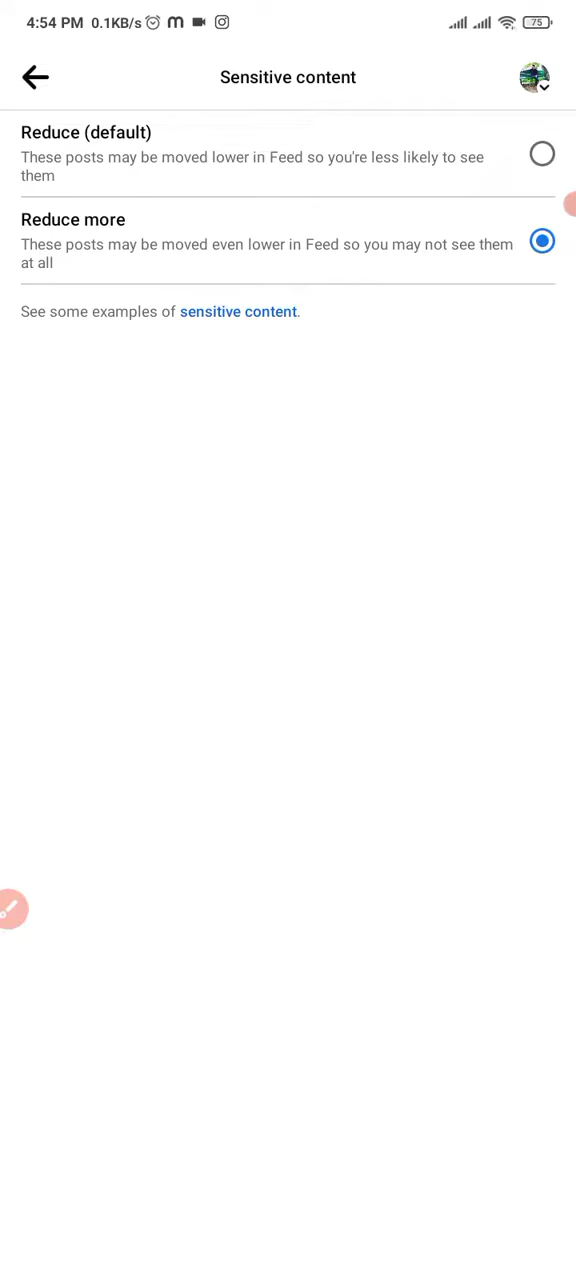 4:54 PM 0.1KB/s m 75
Sensitive content
Reduce (default)
These posts may be moved lower in Feed so you're less likely to see
them
Reduce more
These posts may be moved even lower in Feed so you may not see them
at all
See some examples of sensitive content.